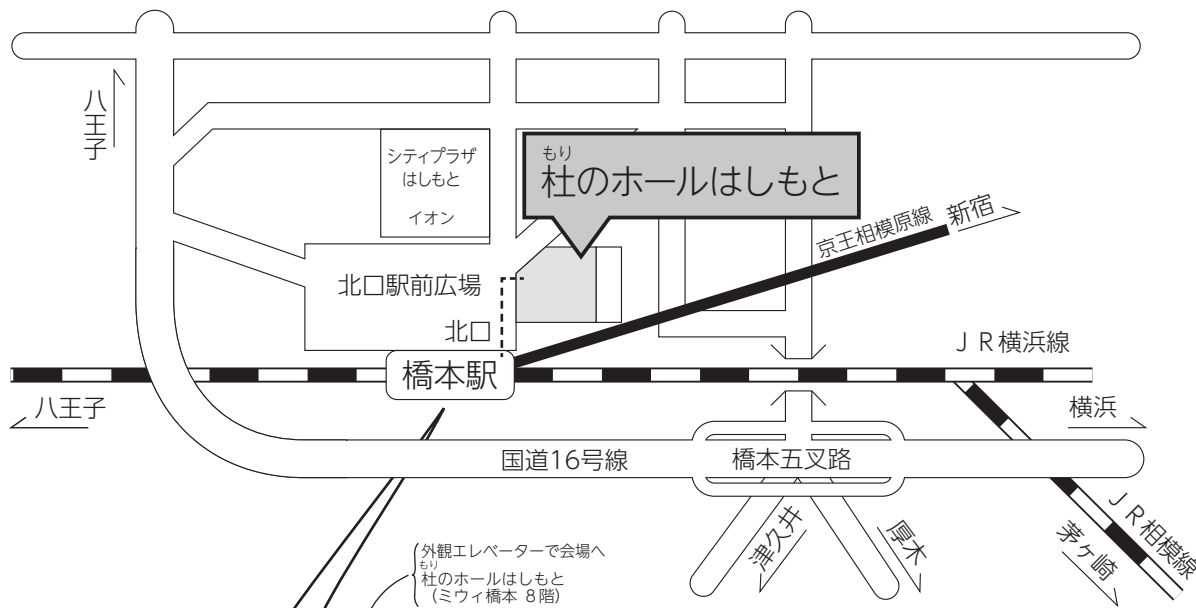 八王子
シティプラザ
はしもと
イオン
もり
杜のホールはしもと
京王相模原線
新宿
北口駅前広場
北口
橋本駅
JR横浜線
八王子
横浜
国道16号線
橋本五叉路
津久井
厚木
茅ヶ崎
JR相模線
外観エレベーターで会場へ
もり
杜のホールはしもと
(ミウィ橋本 8階)